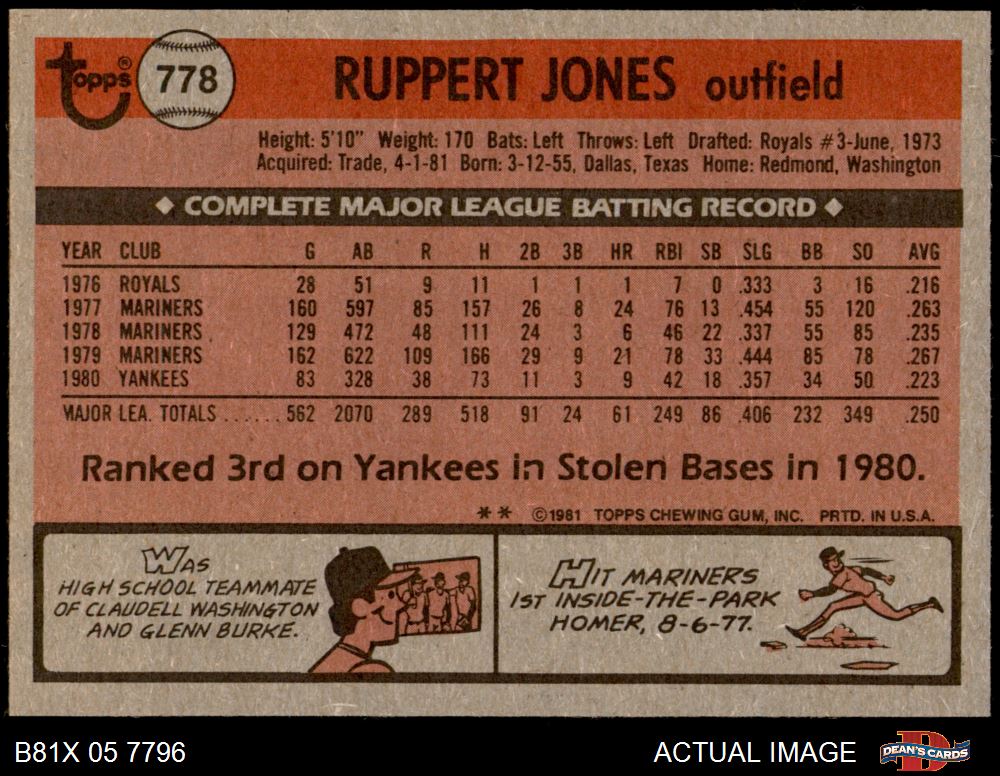 topps® 778 RUPPERT JONES outfield
Height: 5'10" Weight: 170 Bats: Left Throws: Left Drafted: Royals #3-June, 1973
Acquired: Trade, 4-1-81 Born: 3-12-55, Dallas, Texas Home: Redmond, Washington
◆ COMPLETE MAJOR LEAGUE BATTING RECORD ◆
YEAR CLUB G AB R H 2B 3B HR RBI SB SLG BB SO AVG
1976 ROYALS 28 51 9 11 1 1 1 7 0 .333 3 16 .216
1977 MARINERS 160 597 85 157 26 8 24 76 13 .454 55 120 .263
1978 MARINERS 129 472 48 111 24 3 6 46 22 .337 55 85 .235
1979 MARINERS 162 622 109 166 29 9 21 78 33 .444 85 78 .267
1980 YANKEES 83 328 38 73 11 3 9 42 18 .357 34 50 .223
MAJOR LEA. TOTALS ...... 562 2070 289 518 91 24 61 249 86 .406 232 349 .250
Ranked 3rd on Yankees in Stolen Bases in 1980.
** ©1981 TOPPS CHEWING GUM, INC. PRTD. IN U.S.A.
WAS
HIGH SCHOOL TEAMMATE
OF CLAUDELL WASHINGTON
AND GLENN BURKE.
HIT MARINERS
1ST INSIDE-THE-PARK
HOMER, 8-6-77.
B81X 05 7796 ACTUAL IMAGE DEAN'S CARDS